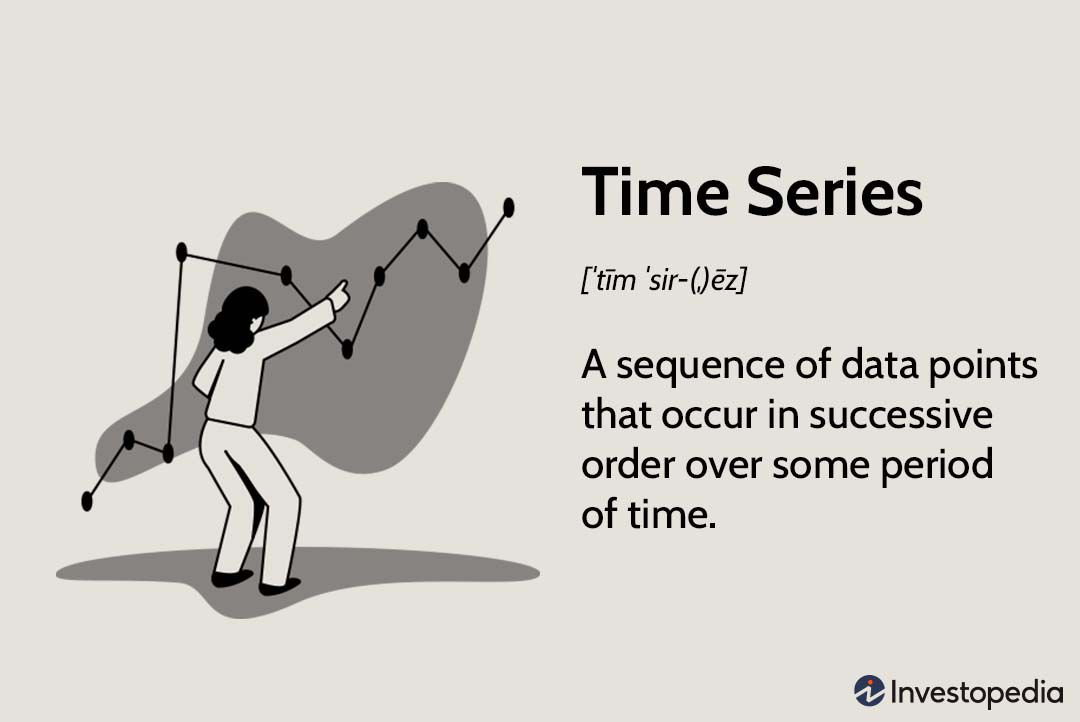 Time Series
[ˈtīm ˈsir-(ˌ)ēz]
A sequence of data points
that occur in successive
order over some period
of time.
Investopedia